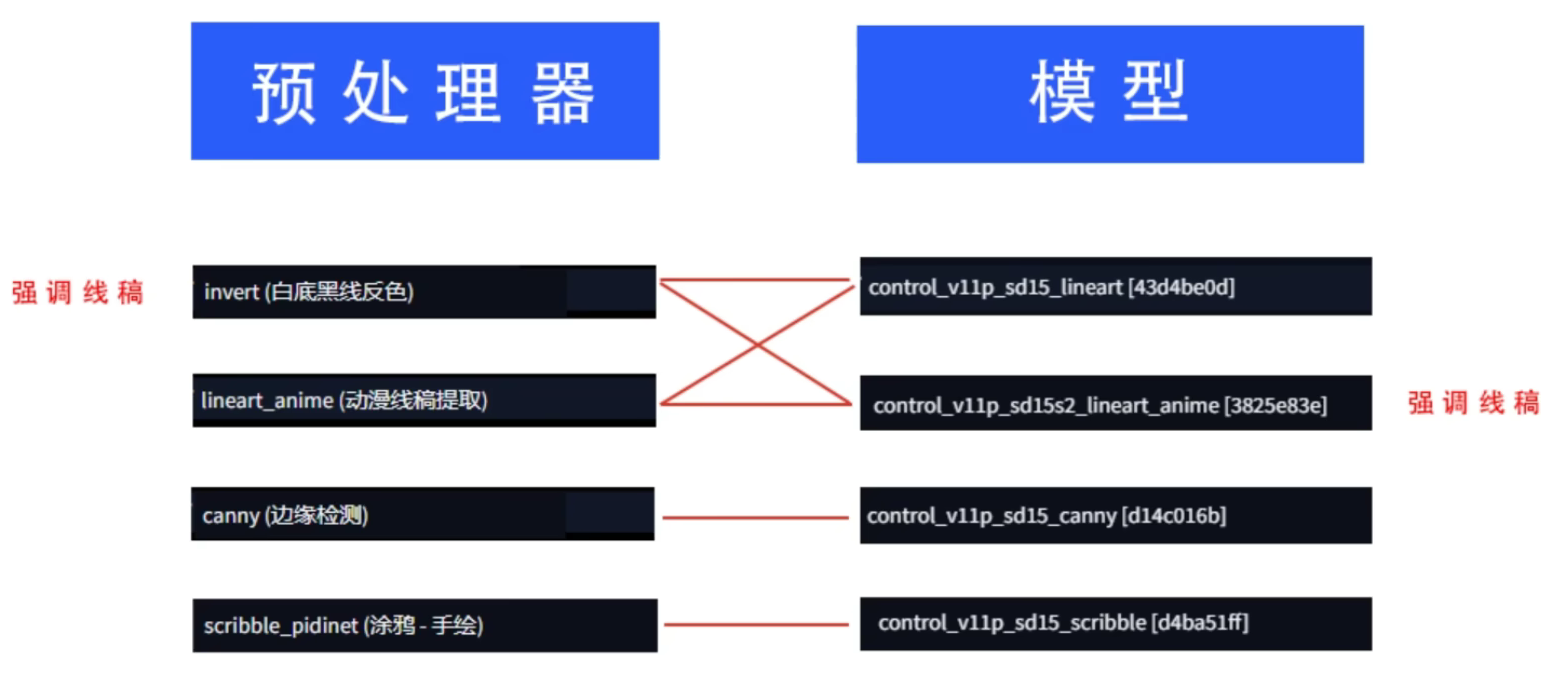 预处理器
模型
强调线稿
invert (白底黑线反色)
control_v11p_sd15_lineart [43d4be0d]
lineart_anime (动漫线稿提取)
control_v11p_sd15s2_lineart_anime [3825e83e]
强调线稿
canny (边缘检测)
control_v11p_sd15_canny [d14c016b]
scribble_pidinet (涂鸦 - 手绘)
control_v11p_sd15_scribble [d4ba51ff]